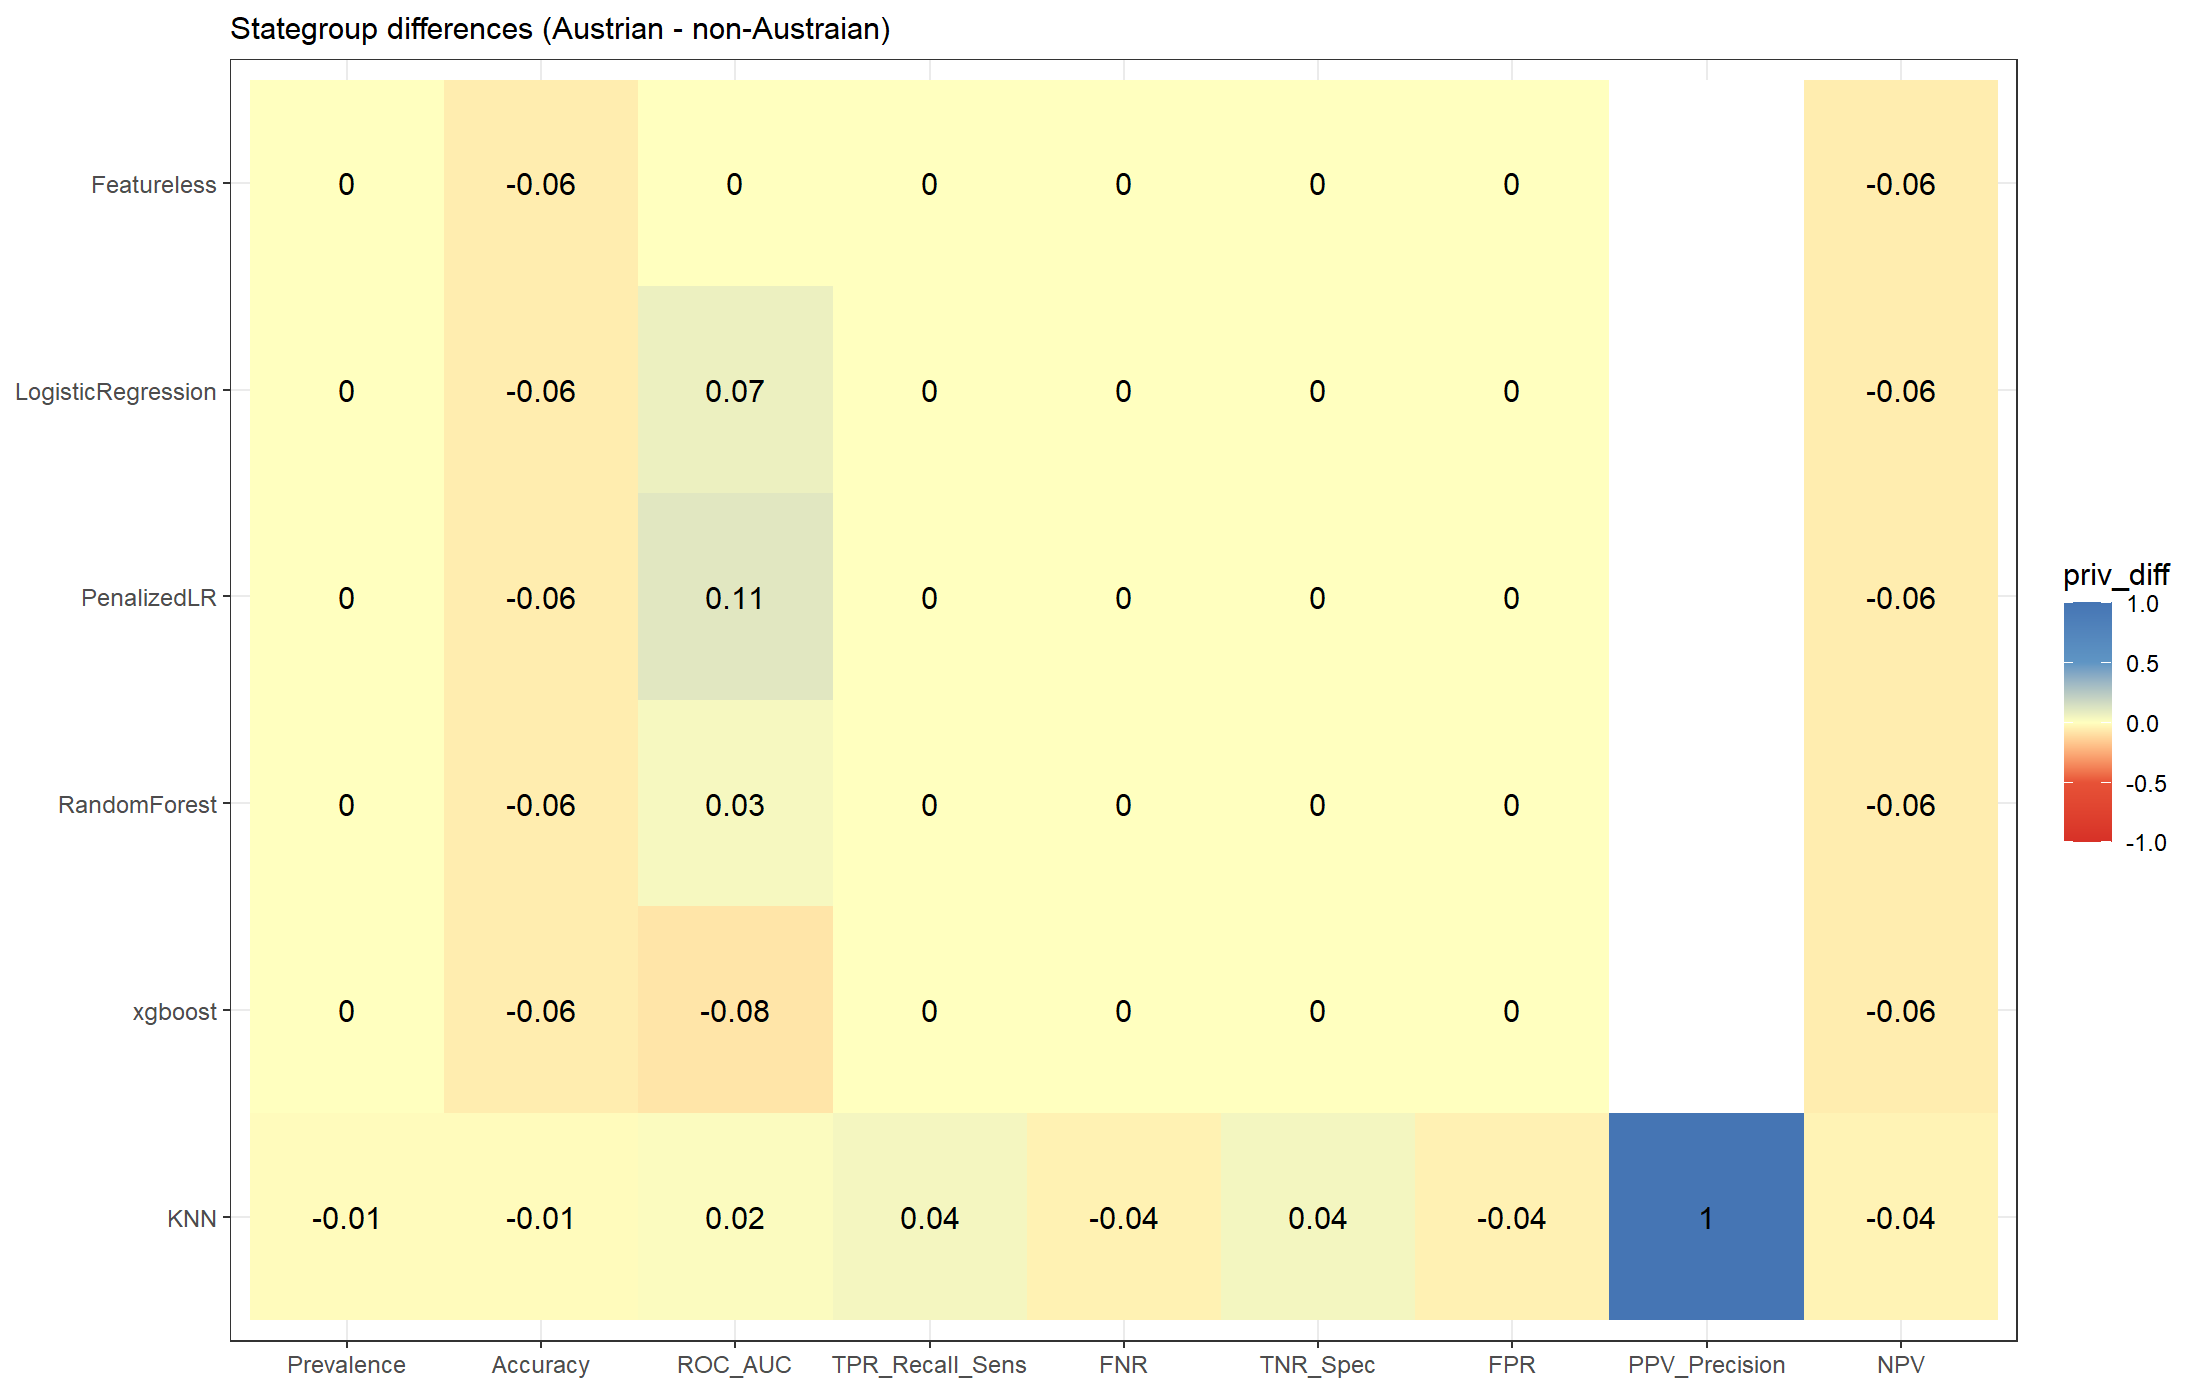 Stategroup differences (Austrian - non-Austraian)
Featureless 0 -0.06 0 0 0 0 0 -0.06
LogisticRegression 0 -0.06 0.07 0 0 0 0 -0.06
PenalizedLR 0 -0.06 0.11 0 0 0 0 -0.06
RandomForest 0 -0.06 0.03 0 0 0 0 -0.06
xgboost 0 -0.06 -0.08 0 0 0 0 -0.06
KNN -0.01 -0.01 0.02 0.04 -0.04 0.04 -0.04 1 -0.04
Prevalence Accuracy ROC_AUC TPR_Recall_Sens FNR TNR_Spec FPR PPV_Precision NPV
priv_diff
1.0
0.5
0.0
-0.5
-1.0